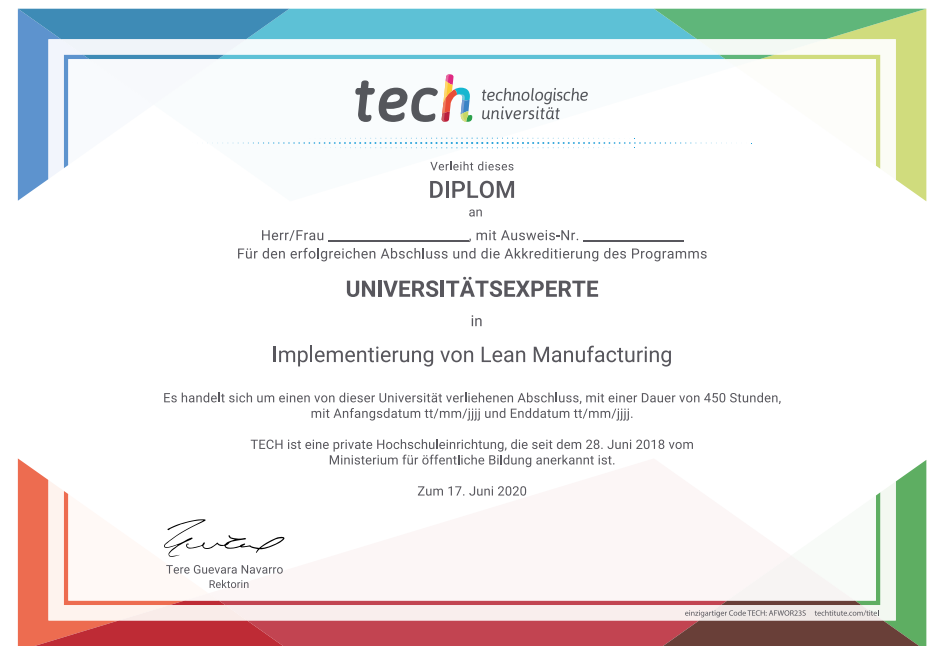 tech technologische
universität
Verleiht dieses
DIPLOM
an
Herr/Frau ____________________, mit Ausweis-Nr. ______________
Für den erfolgreichen Abschluss und die Akkreditierung des Programms
UNIVERSITÄTSEXPERTE
in
Implementierung von Lean Manufacturing
Es handelt sich um einen von dieser Universität verliehenen Abschluss, mit einer Dauer von 450 Stunden,
mit Anfangsdatum tt/mm/jjjj und Enddatum tt/mm/jjjj.
TECH ist eine private Hochschuleinrichtung, die seit dem 28. Juni 2018 vom
Ministerium für öffentliche Bildung anerkannt ist.
Zum 17. Juni 2020
Tere Guevara Navarro
Rektorin
einzigartiger Code TECH: AFWOR23S techtitute.com/titel